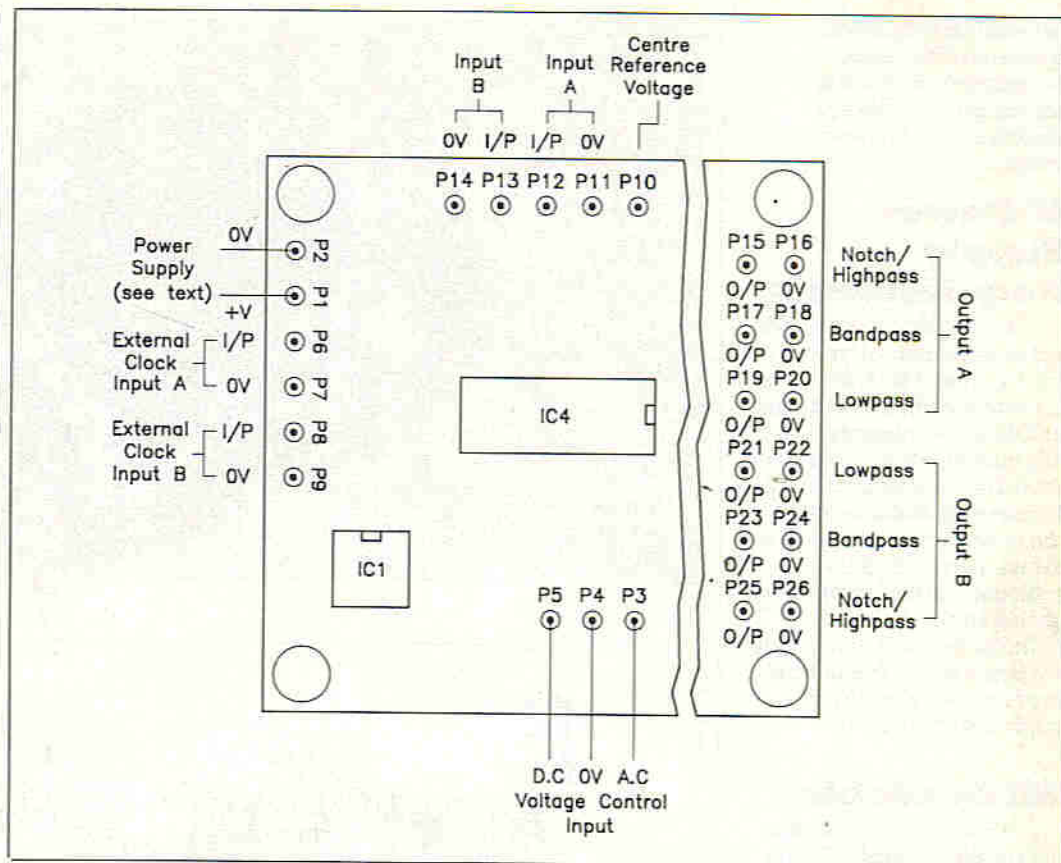 Centre
Reference
Voltage
Input
B
Input
A
0V I/P I/P 0V
P14 P13 P12 P11 P10
Power
Supply
(see text)
0V
+V
P2
P1
External
Clock
Input A
I/P
0V
P6
P7
External
Clock
Input B
I/P
0V
P8
P9
IC4
IC1
P5 P4 P3
D.C 0V A.C
Voltage Control
Input
P15 P16
O/P 0V
Notch/
Highpass
P17 P18
O/P 0V
Bandpass
P19 P20
O/P 0V
Lowpass
Output A
P21 P22
O/P 0V
Lowpass
P23 P24
O/P 0V
Bandpass
P25 P26
O/P 0V
Notch/
Highpass
Output B